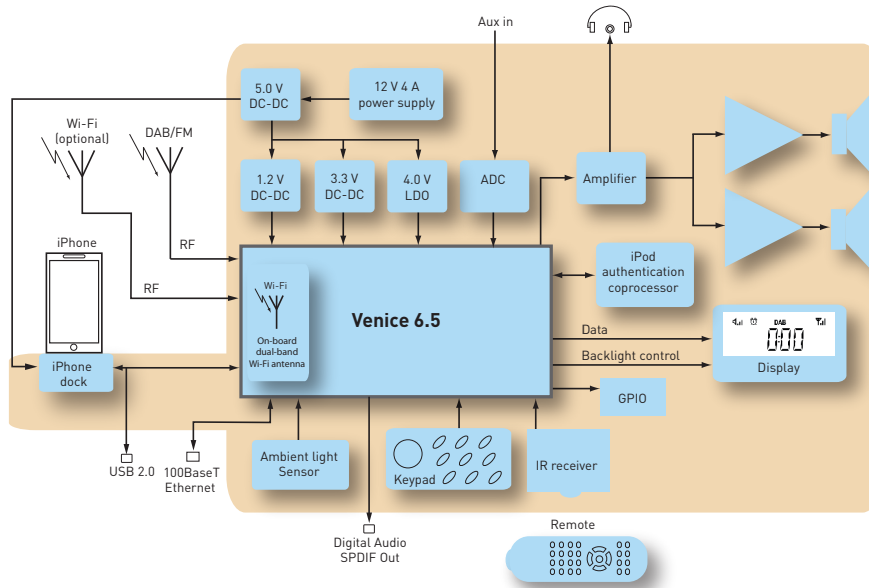 Aux in
5.0 V
DC-DC
12 V 4 A
power supply
Wi-Fi
(optional)
DAB/FM
1.2 V
DC-DC
3.3 V
DC-DC
4.0 V
LDO
ADC
Amplifier
RF
iPhone
RF
Wi-Fi
On-board
dual-band
Wi-Fi antenna
Venice 6.5
iPod
authentication
coprocessor
Data
Backlight control
DAB
0:00
Display
iPhone
dock
GPIO
USB 2.0
100BaseT
Ethernet
Ambient light
Sensor
Keypad
IR receiver
Digital Audio
SPDIF Out
Remote